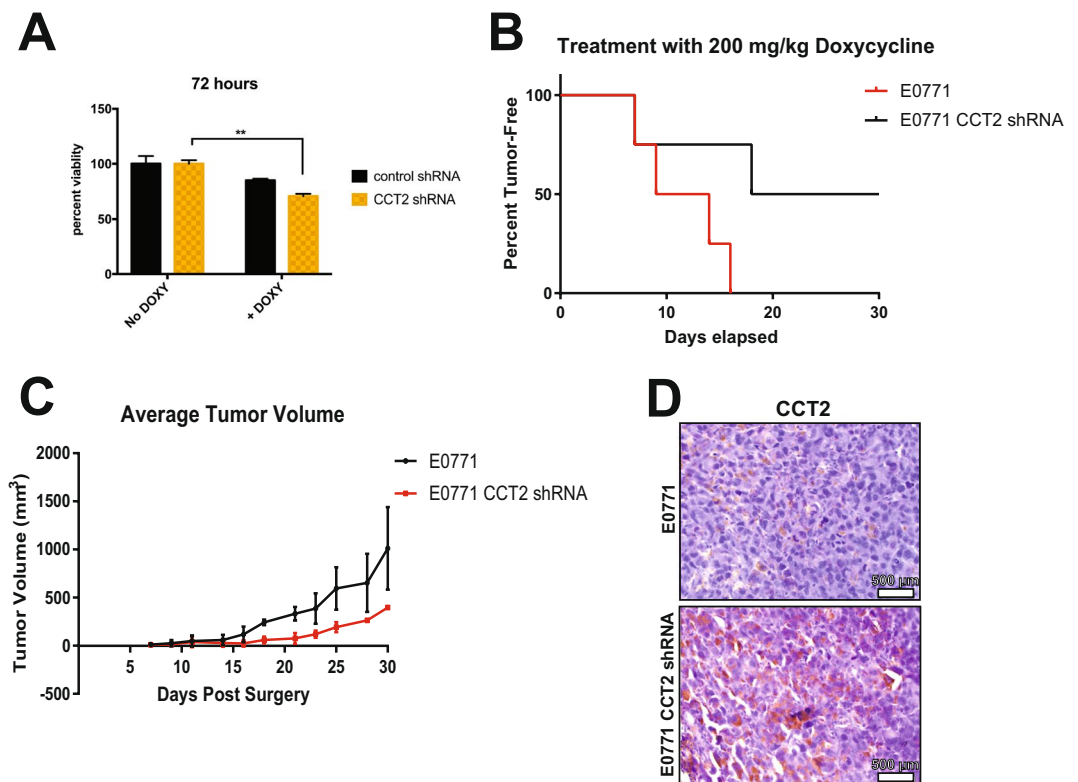 A
72 hours
percent viablity
150
100
50
0
**
No DOXY
+ DOXY
control shRNA
CCT2 shRNA
B
Treatment with 200 mg/kg Doxycycline
Percent Tumor-Free
100
50
0
0
10
20
30
Days elapsed
E0771
E0771 CCT2 shRNA
C
Average Tumor Volume
Tumor Volume (mm³)
2000
1500
1000
500
0
-500
5
10
15
20
25
30
Days Post Surgery
E0771
E0771 CCT2 shRNA
D
CCT2
E0771
500 µm
E0771 CCT2 shRNA
500 µm